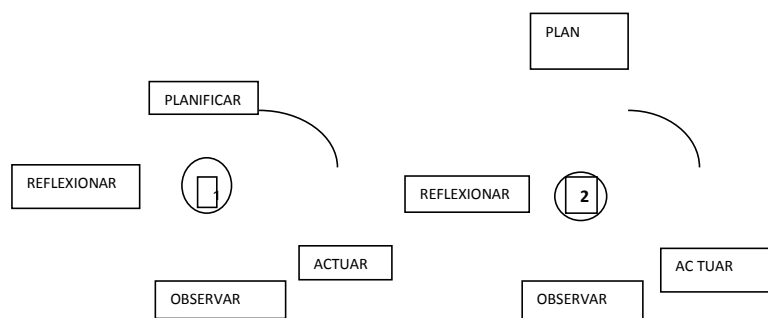 PLAN
PLANIFICAR
REFLEXIONAR
1
REFLEXIONAR
2
ACTUAR
AC TUAR
OBSERVAR
OBSERVAR